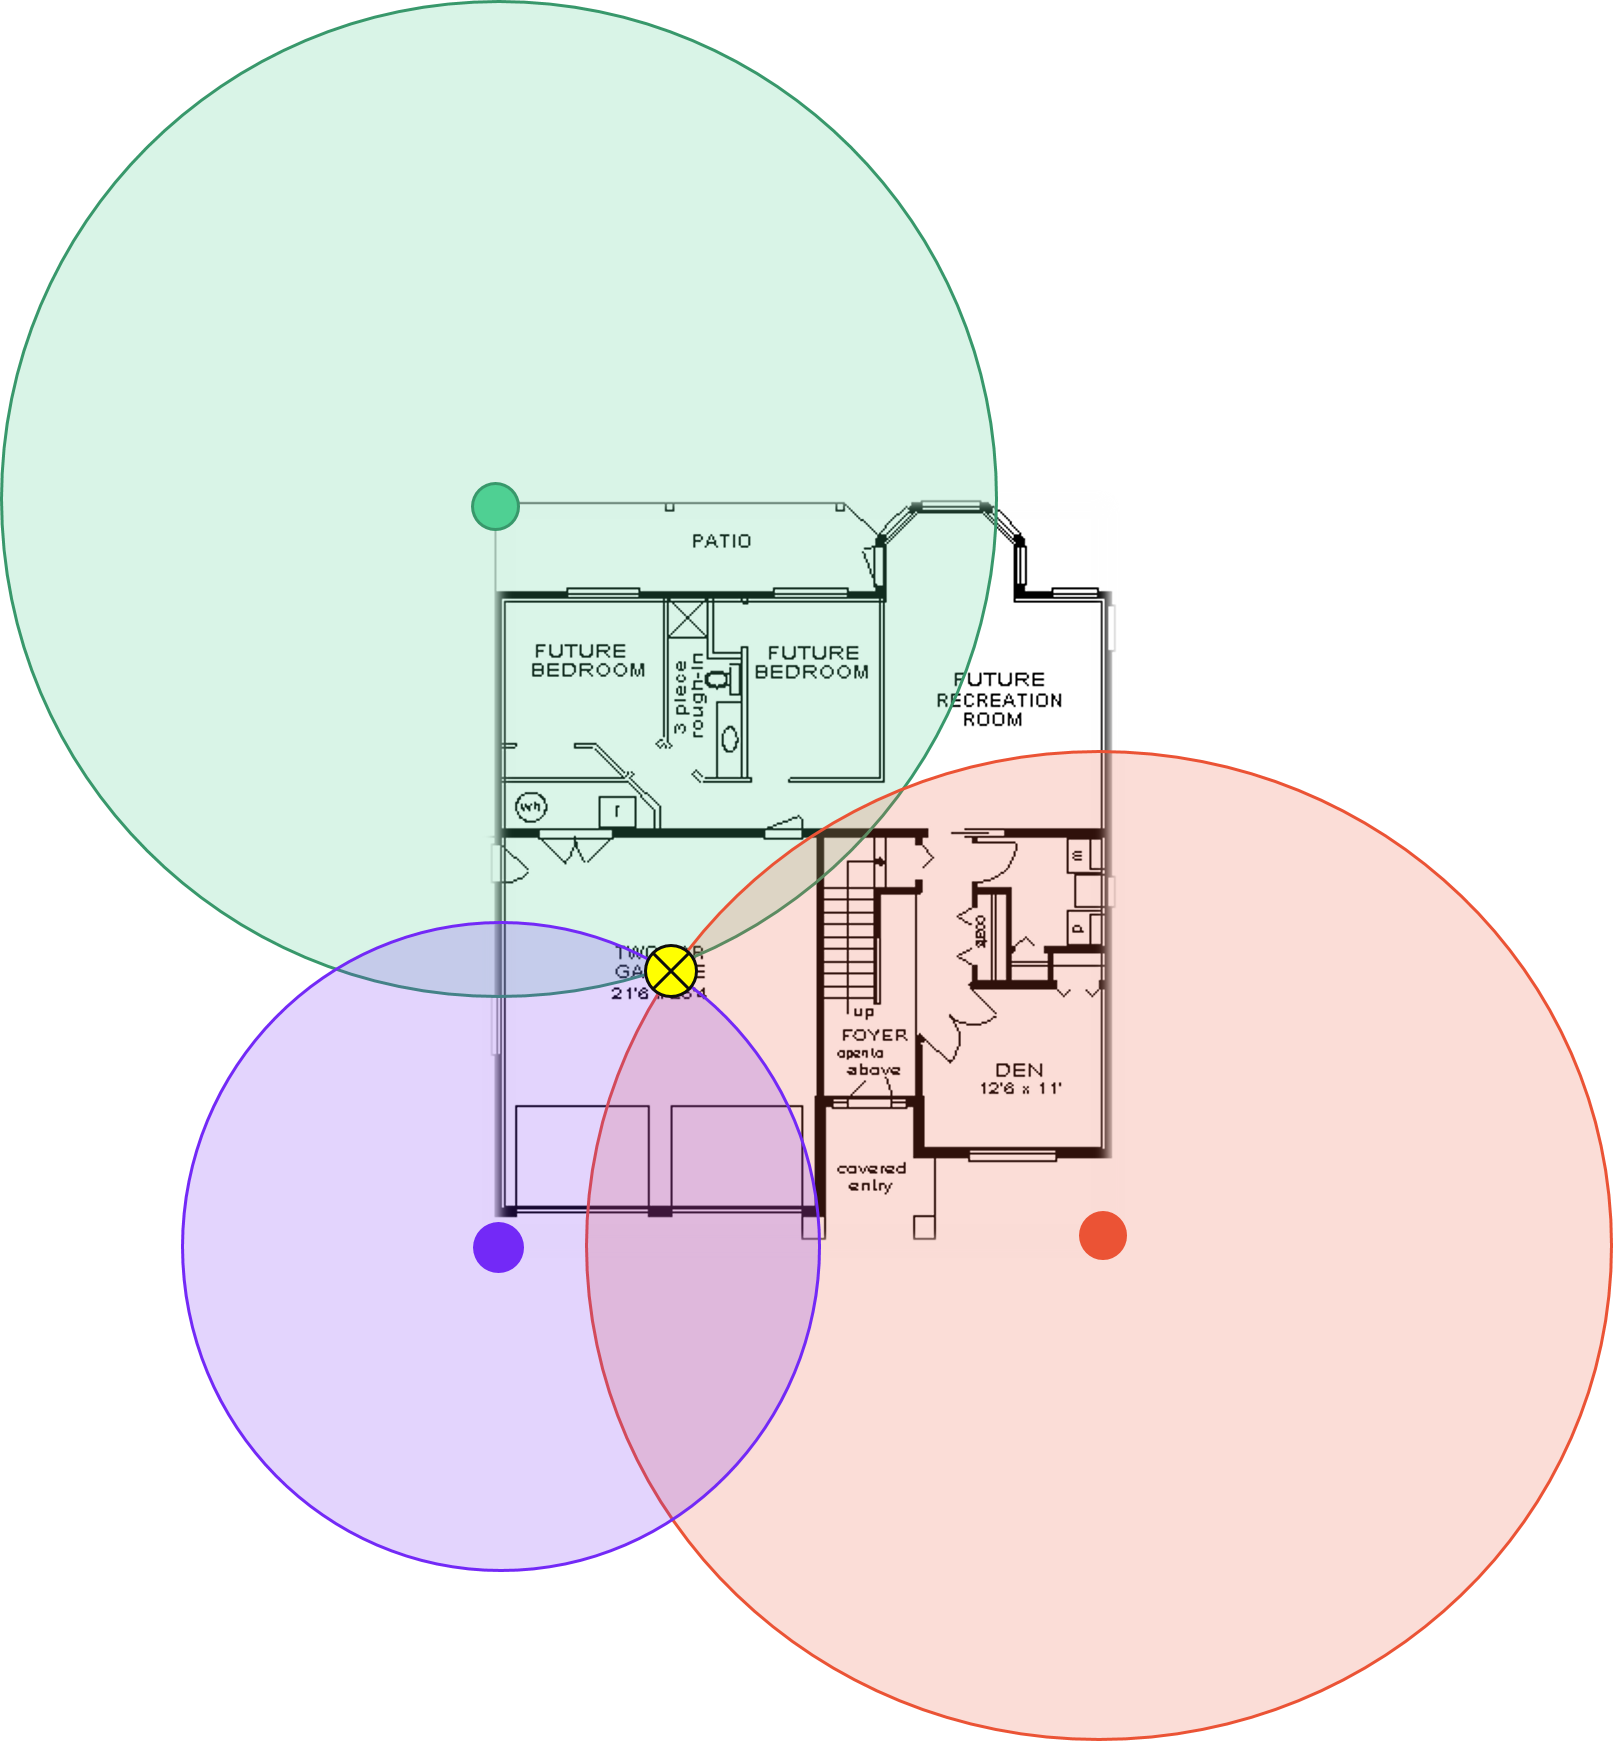 PATIO
FUTURE
BEDROOM
3 piece
rough-in
FUTURE
BEDROOM
FUTURE
RECREATION
ROOM
wh
f
m
D
up
FOYER
open to
above
DEN
12'6 x 11'
covered
entry